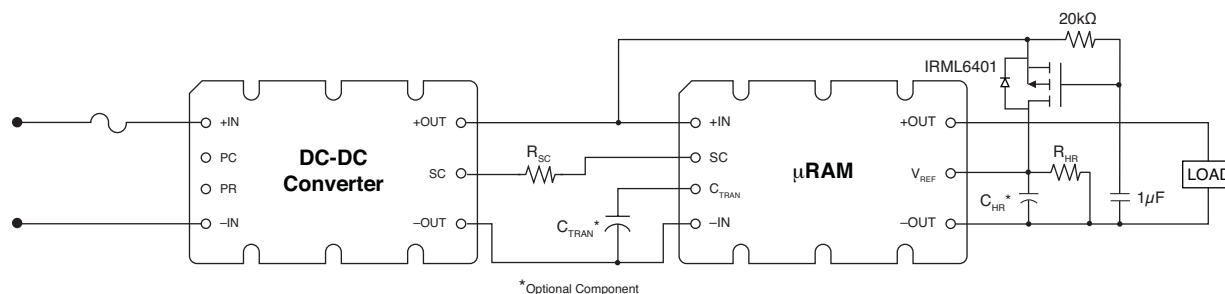 20kΩ
IRML6401
+IN
PC
PR
–IN
DC-DC
Converter
+OUT
SC
–OUT
R_SC
C_TRAN*
+IN
SC
C_TRAN
–IN
µRAM
+OUT
V_REF
–OUT
R_HR
C_HR*
1µF
LOAD
*Optional Component